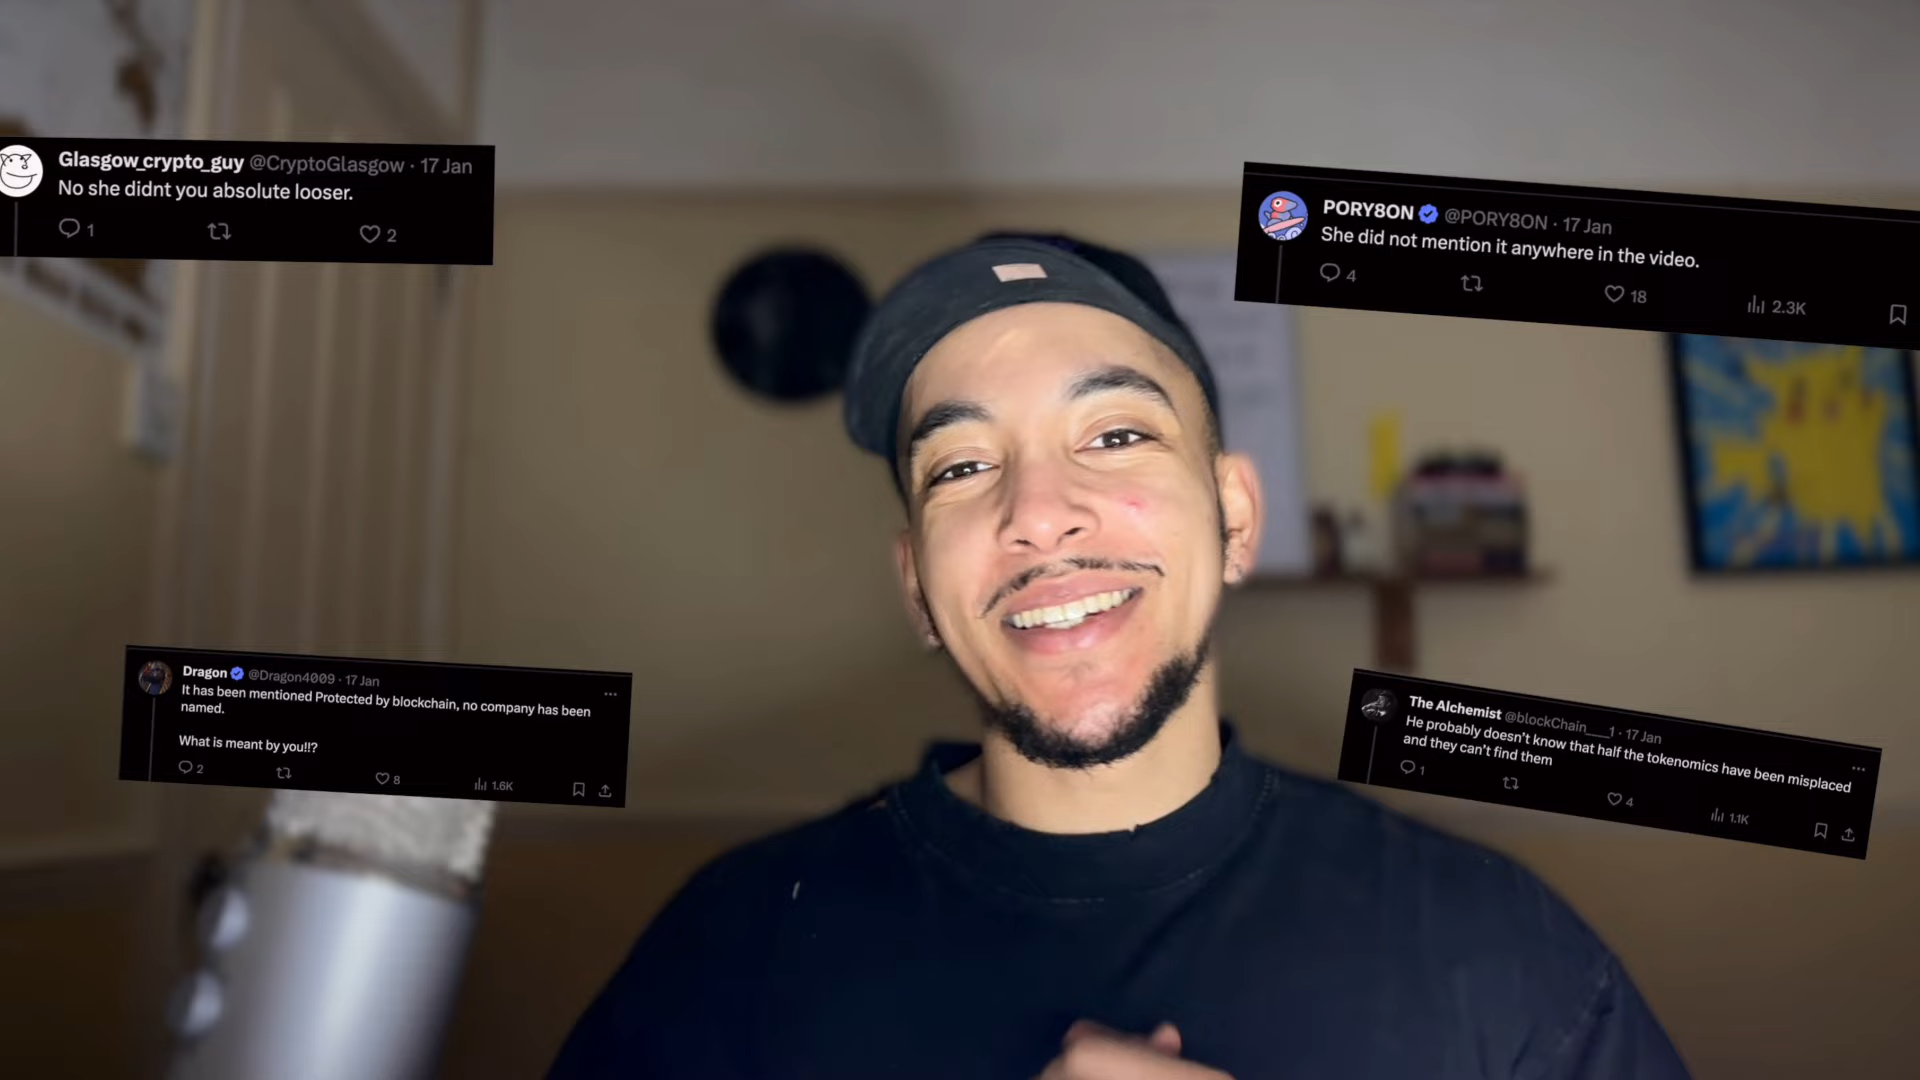 Glasgow_crypto_guy @CryptoGlasgow · 17 Jan
No she didnt you absolute looser.
1 2
PORY8ON @PORY8ON · 17 Jan
She did not mention it anywhere in the video.
4 18 2.3K
Dragon @Dragon4009 · 17 Jan
It has been mentioned Protected by blockchain, no company has been
named.
What is meant by you!!?
2 8 1.6K
The Alchemist @blockChain___1 · 17 Jan
He probably doesn't know that half the tokenomics have been misplaced
and they can't find them
1 4 1.1K